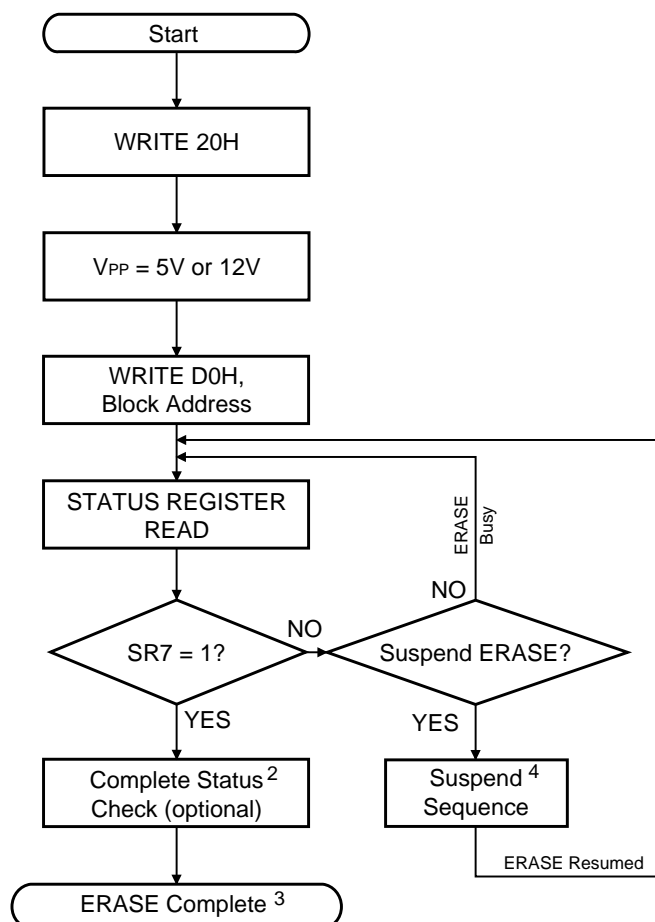 Start
WRITE 20H
VPP = 5V or 12V
WRITE D0H,
Block Address
STATUS REGISTER
READ
ERASE
Busy
SR7 = 1?
NO
Suspend ERASE?
NO
YES
YES
Complete Status 2
Check (optional)
Suspend 4
Sequence
ERASE Resumed
ERASE Complete 3